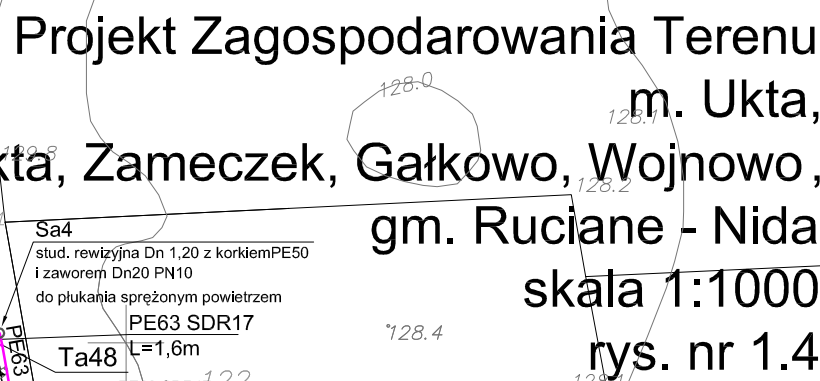 Projekt Zagospodarowania Terenu
128.0
m. Ukta,
128.1
129.8
kta, Zameczek, Gałkowo, Wojnowo,
128.2
gm. Ruciane - Nida
Sa4
stud. rewizyjna Dn 1,20 z korkiemPE50
i zaworem Dn20 PN10
do płukania sprężonym powietrzem
skala 1:1000
PE63 SDR17
128.4
PE63
Ta48
L=1,6m
rys. nr 1.4